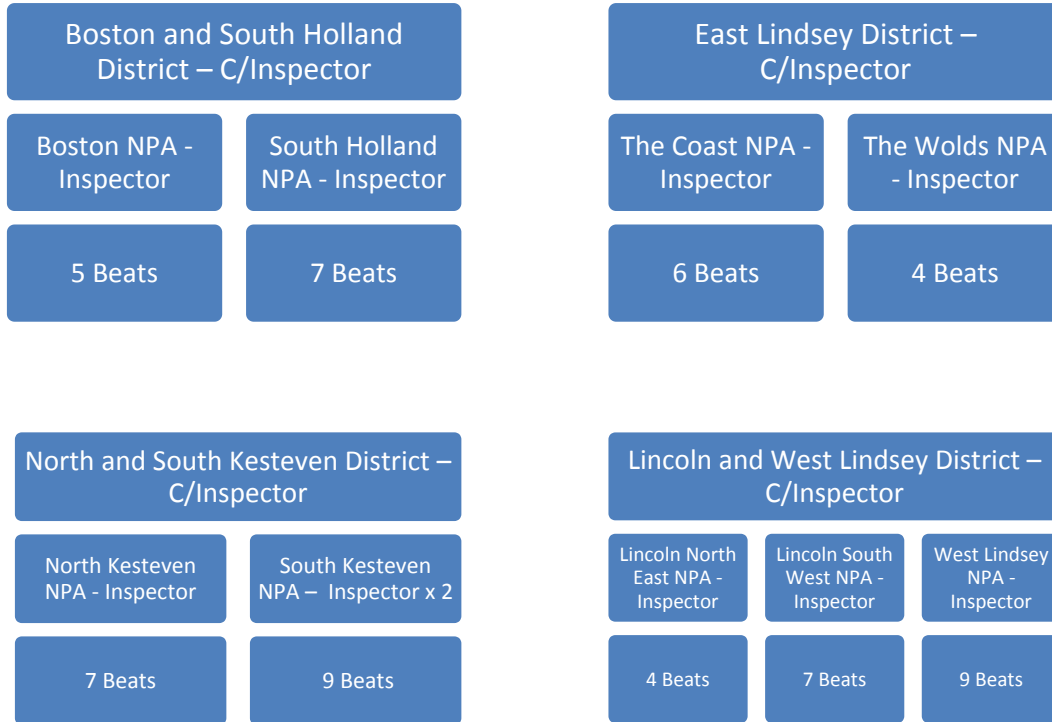 Boston and South Holland
District – C/Inspector
Boston NPA -
Inspector
South Holland
NPA - Inspector
5 Beats
7 Beats
East Lindsey District –
C/Inspector
The Coast NPA -
Inspector
The Wolds NPA
- Inspector
6 Beats
4 Beats
North and South Kesteven District –
C/Inspector
North Kesteven
NPA - Inspector
South Kesteven
NPA – Inspector x 2
7 Beats
9 Beats
Lincoln and West Lindsey District –
C/Inspector
Lincoln North
East NPA -
Inspector
Lincoln South
West NPA -
Inspector
West Lindsey
NPA -
Inspector
4 Beats
7 Beats
9 Beats